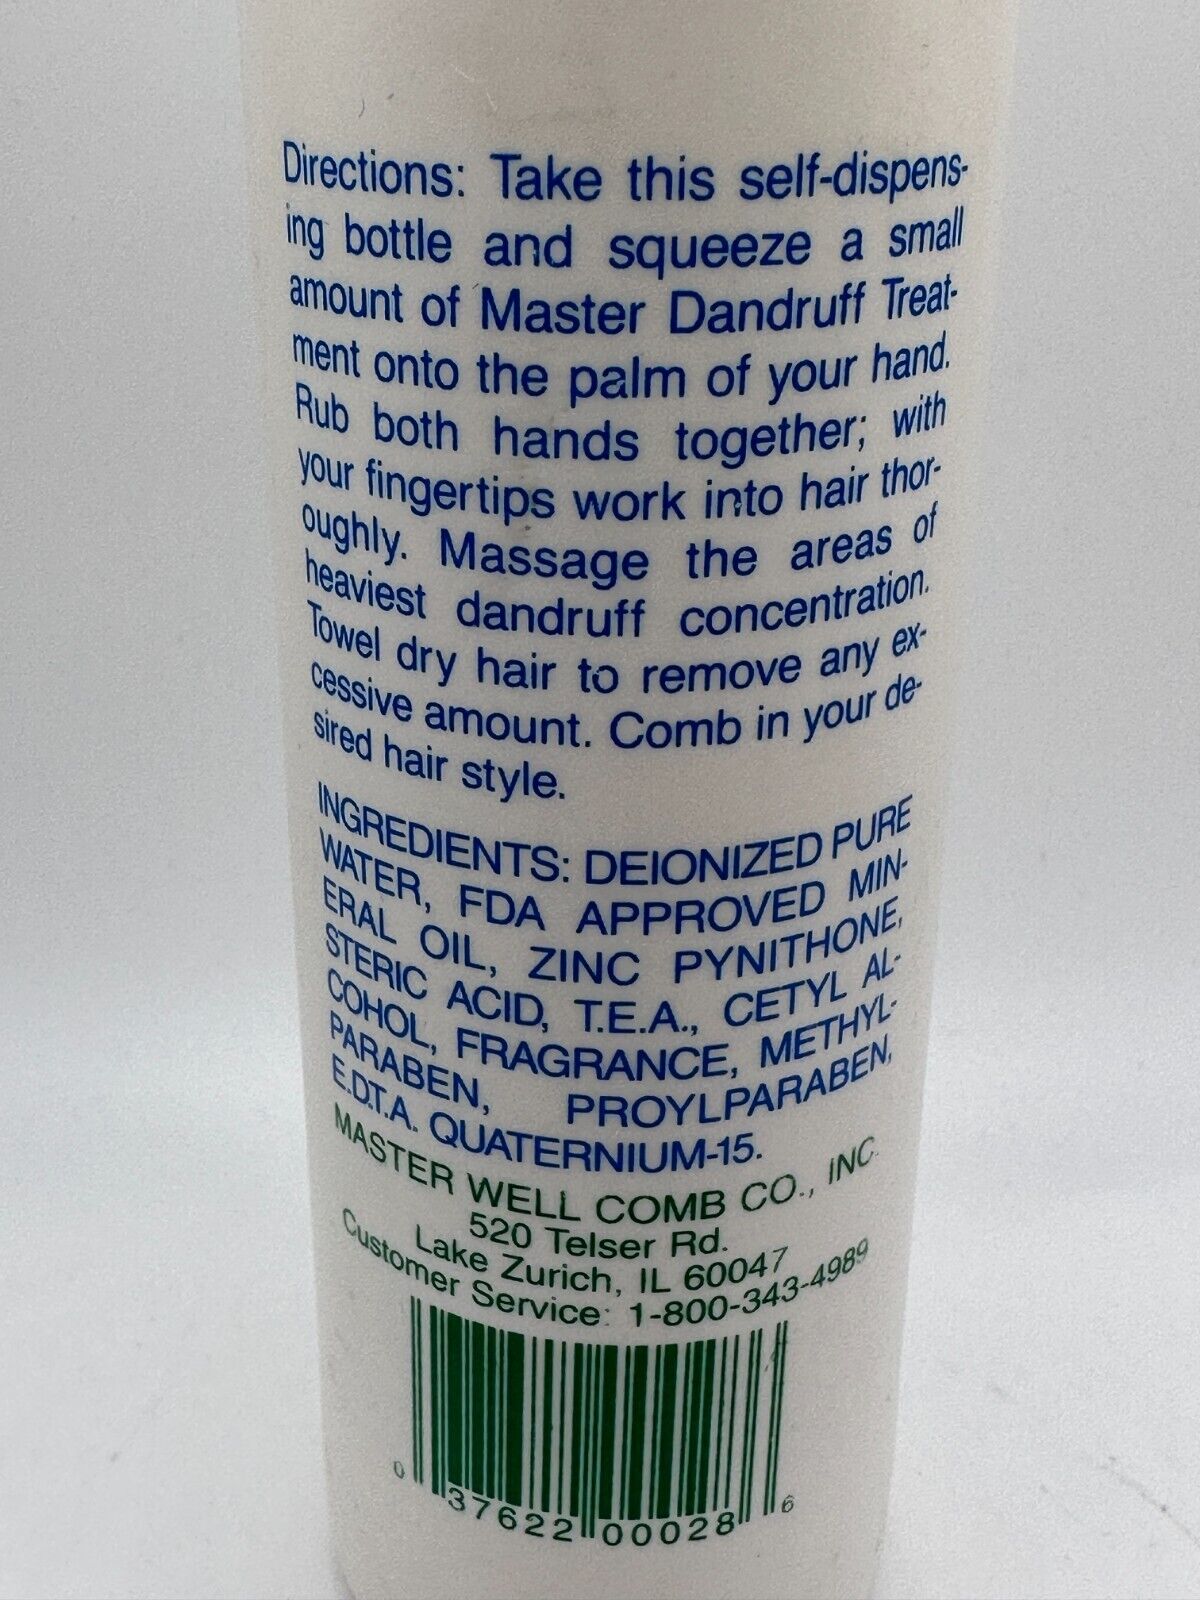 Directions: Take this self-dispens-
ing bottle and squeeze a small
amount of Master Dandruff Treat-
ment onto the palm of your hand.
Rub both hands together; with
your fingertips work into hair thor-
oughly. Massage the areas of
heaviest dandruff concentration.
Towel dry hair to remove any ex-
cessive amount. Comb in your de-
sired hair style.
INGREDIENTS: DEIONIZED PURE
WATER, FDA APPROVED MIN-
ERAL OIL, ZINC PYNITHONE,
STERIC ACID, T.E.A., CETYL AL-
COHOL, FRAGRANCE, METHYL-
PARABEN, PROYLPARABEN,
E.D.T.A. QUATERNIUM-15.
MASTER WELL COMB CO., INC.
520 Telser Rd.
Lake Zurich, IL 60047
Customer Service: 1-800-343-4989
0 37622 00028 6